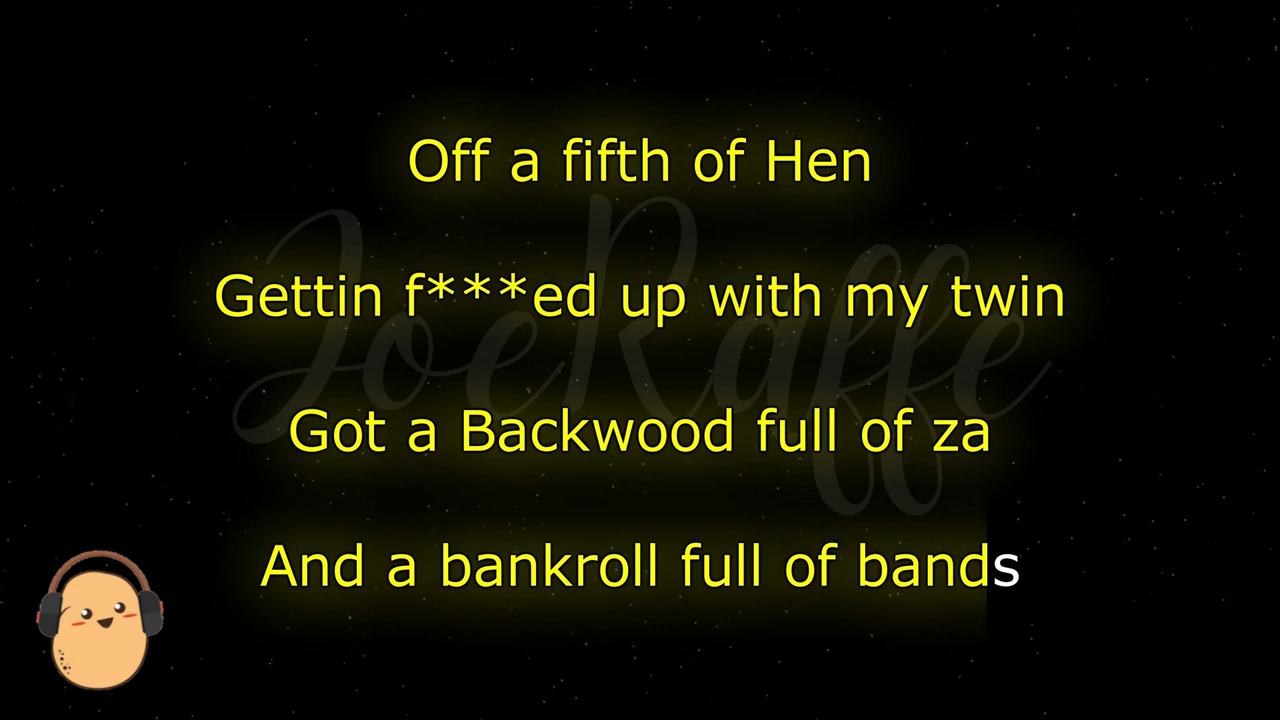 Off a fifth of Hen
Gettin f***ed up with my twin
JoeRaffe
Got a Backwood full of za
And a bankroll full of bands